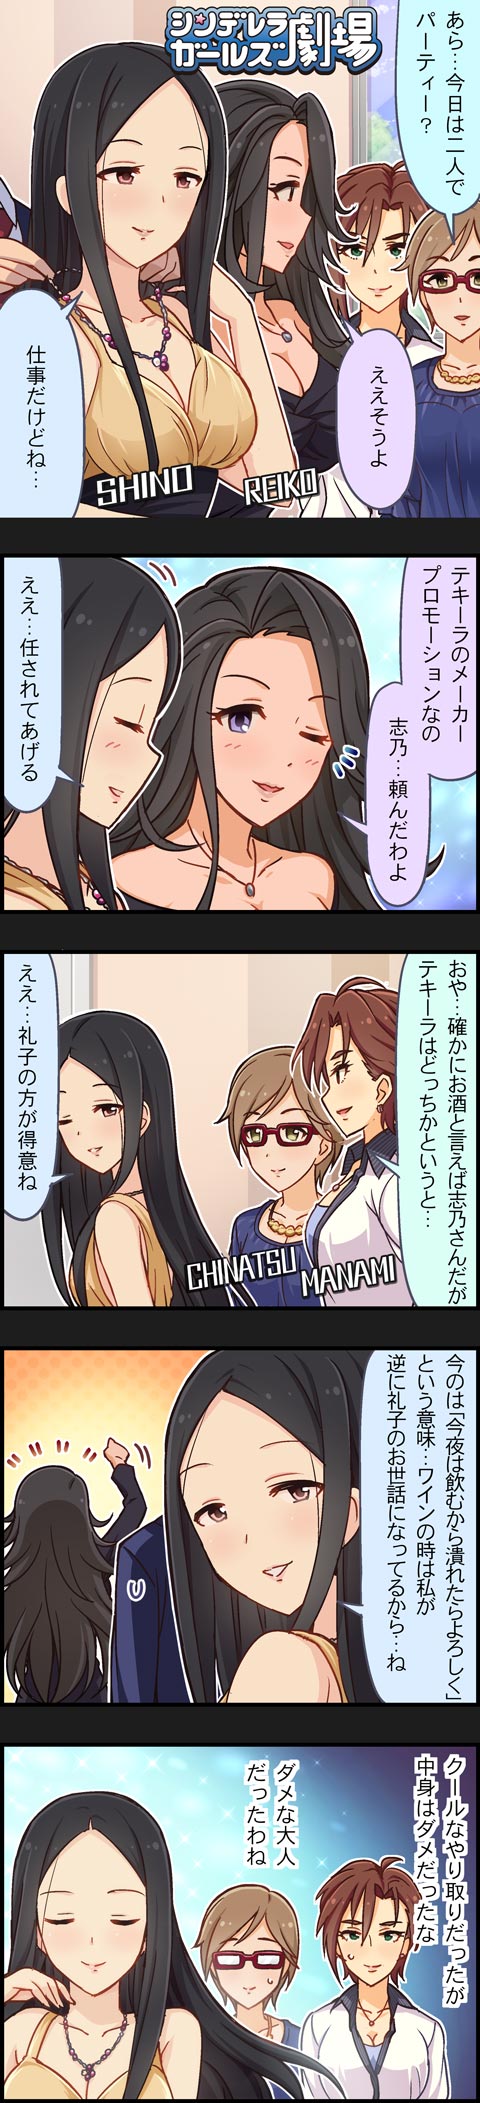 シンデレラ
ガールズ劇場
あら…今日は二人で
パーティー？
ええそうよ
仕事だけどね…
SHINO
REIKO
テキーラのメーカー
プロモーションなの
志乃…頼んだわよ
ええ…任されてあげる
おや…確かにお酒と言えば志乃さんだが
テキーラはどっちかというと…
ええ…礼子の方が得意ね
CHINATSU
MANAMI
今のは「今夜は飲むから潰れたらよろしく」
という意味…ワインの時は私が
逆に礼子のお世話になってるから…ね
クールなやり取りだったが
中身はダメだったな
ダメな大人
だったわね